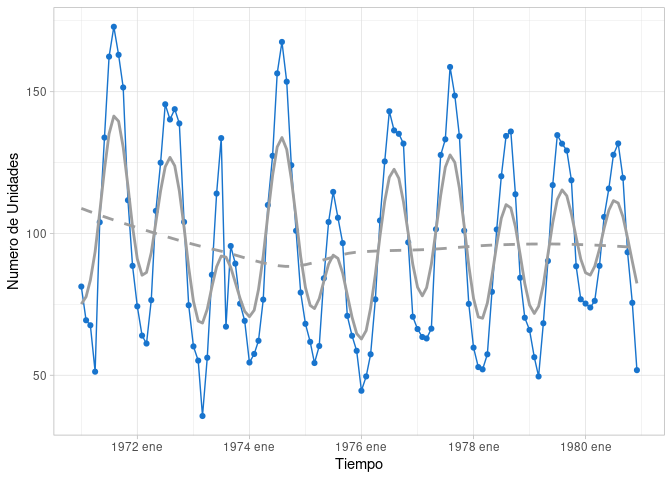 Numero de Unidades
150
100
50
1972 ene
1974 ene
1976 ene
1978 ene
1980 ene
Tiempo